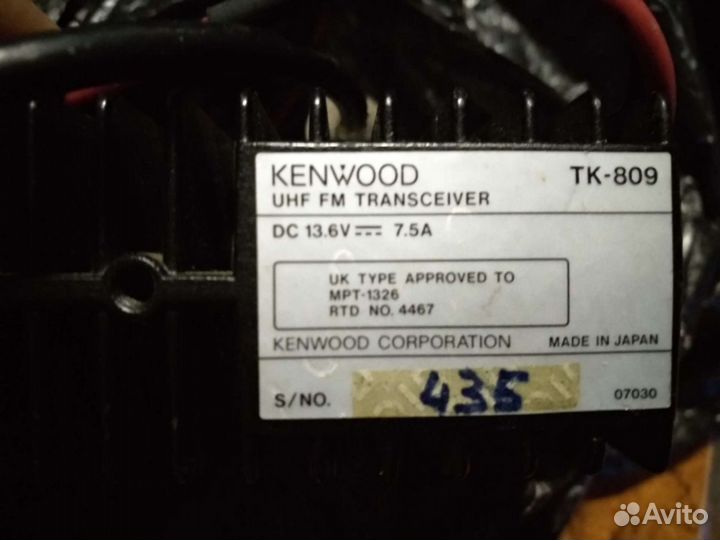 KENWOOD TK-809
UHF FM TRANSCEIVER
DC 13.6V⎓ 7.5A
UK TYPE APPROVED TO
MPT-1326
RTD NO. 4467
KENWOOD CORPORATION MADE IN JAPAN
S/NO. 435 07030
Avito